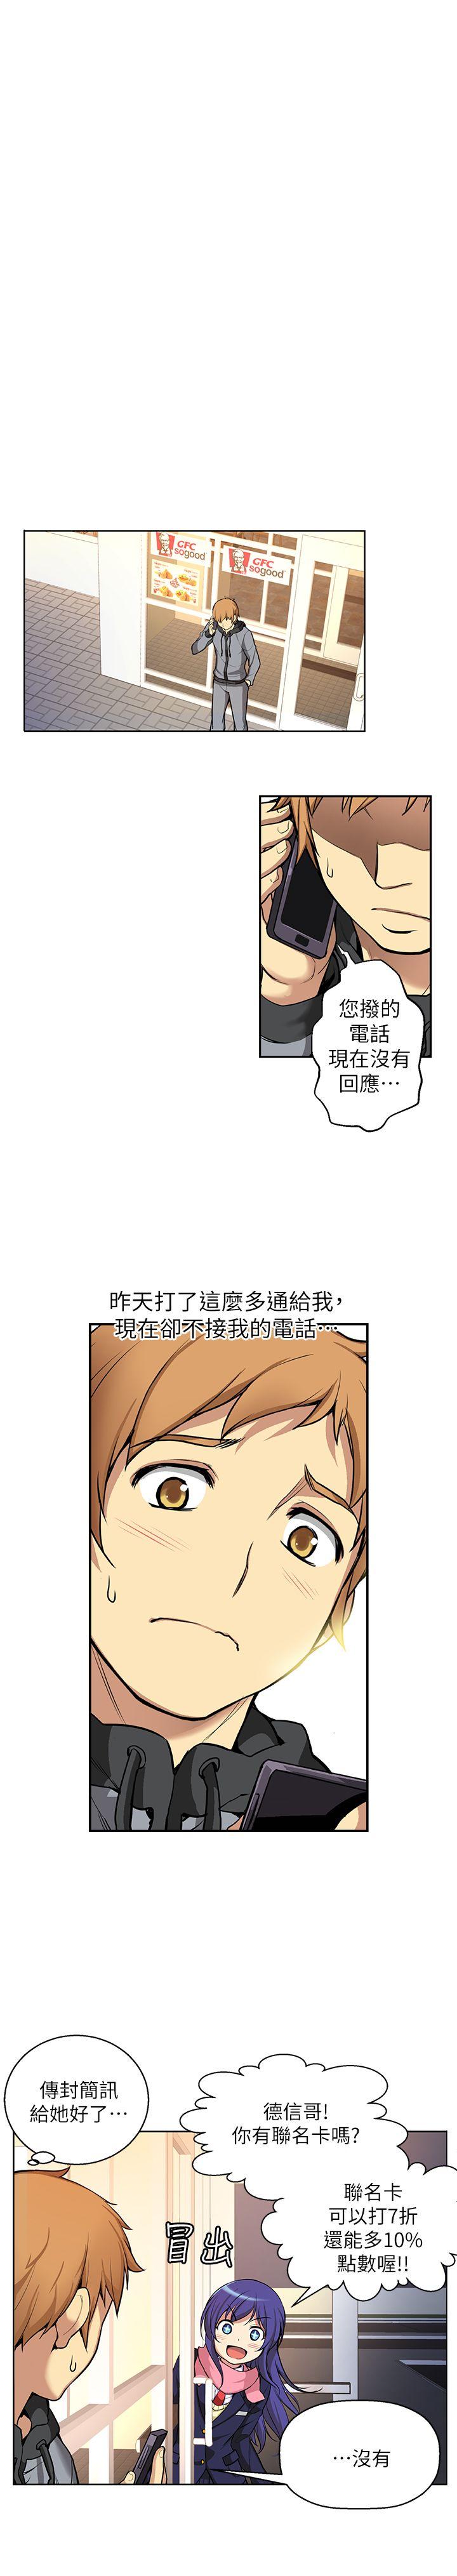 GFC
sogood
GFC
sogood
您撥的
電話
現在沒有
回應…
昨天打了這麼多通給我，
現在卻不接我的電話…
傳封簡訊
給她好了…
德信哥!
你有聯名卡嗎?
聯名卡
可以打7折
還能多10%
點數喔!!
冒出
…沒有